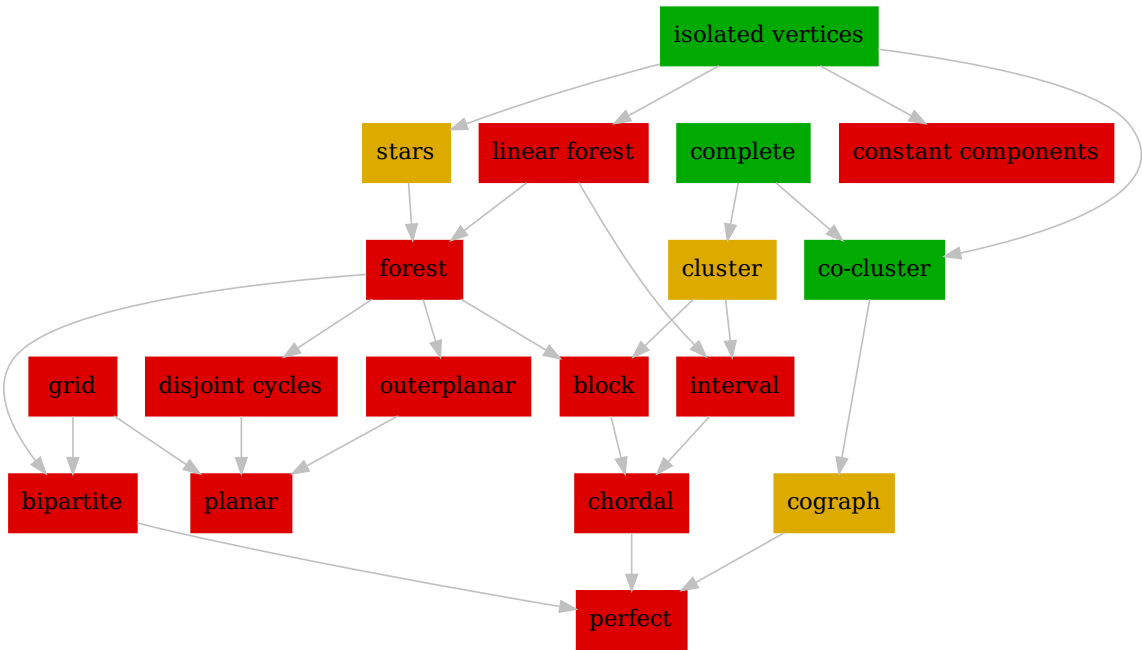 isolated vertices
stars
linear forest
complete
constant components
forest
cluster
co-cluster
grid
disjoint cycles
outerplanar
block
interval
bipartite
planar
chordal
cograph
perfect